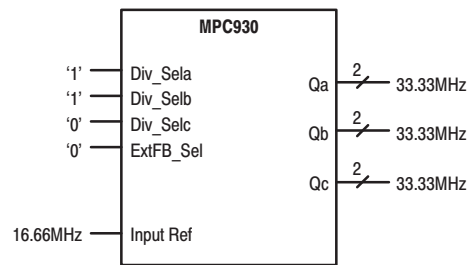 MPC930
'1' Div_Sela
'1' Div_Selb
'0' Div_Selc
'0' ExtFB_Sel
Qa 2 33.33MHz
Qb 2 33.33MHz
Qc 2 33.33MHz
16.66MHz Input Ref